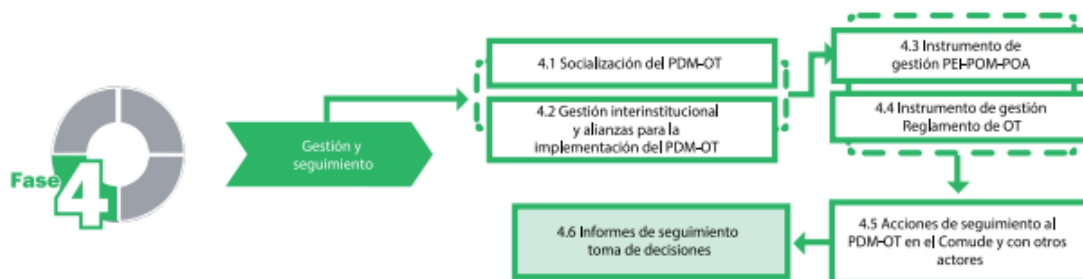 Fase 4
Gestión y
seguimiento
4.1 Socialización del PDM-OT
4.2 Gestión interinstitucional
y alianzas para la
implementación del PDM-OT
4.3 Instrumento de
gestión PEI-POM-POA
4.4 Instrumento de gestión
Reglamento de OT
4.5 Acciones de seguimiento al
PDM-OT en el Comude y con otros
actores
4.6 Informes de seguimiento
toma de decisiones